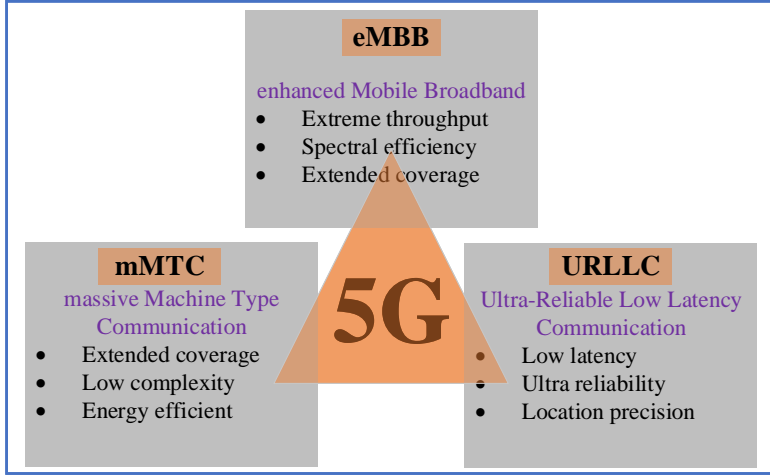 eMBB
enhanced Mobile Broadband
• Extreme throughput
• Spectral efficiency
• Extended coverage
mMTC
massive Machine Type
Communication
• Extended coverage
• Low complexity
• Energy efficient
5G
URLLC
Ultra-Reliable Low Latency
Communication
• Low latency
• Ultra reliability
• Location precision